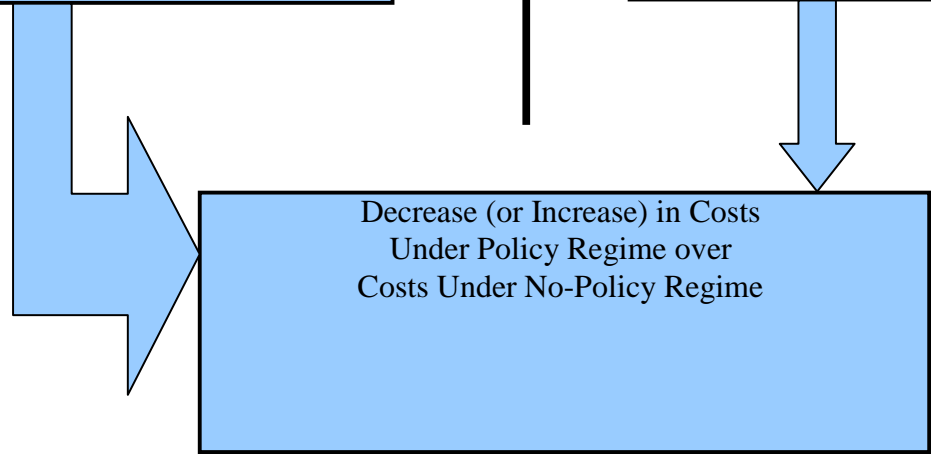 Decrease (or Increase) in Costs
Under Policy Regime over
Costs Under No-Policy Regime